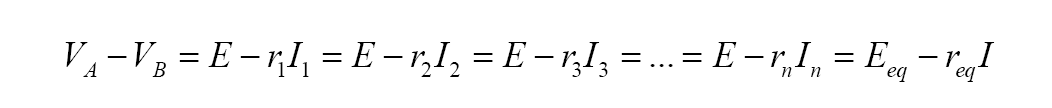 V_A − V_B = E − r_1I_1 = E − r_2I_2 = E − r_3I_3 = ... = E − r_nI_n = E_eq − r_eqI